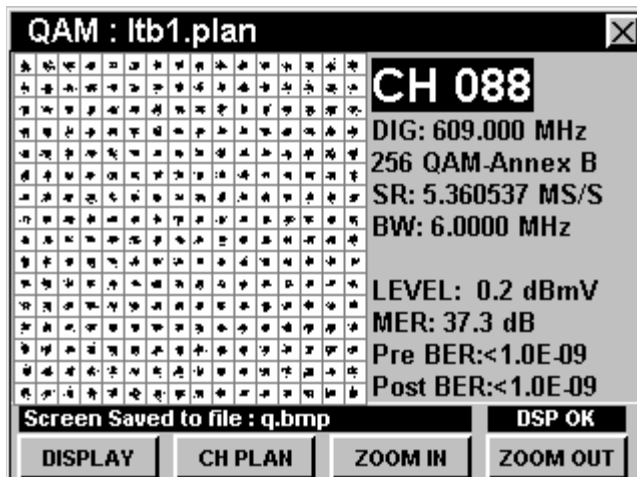 QAM : ltb1.plan
CH 088
DIG: 609.000 MHz
256 QAM-Annex B
SR: 5.360537 MS/S
BW: 6.0000 MHz
LEVEL: 0.2 dBmV
MER: 37.3 dB
Pre BER:<1.0E-09
Post BER:<1.0E-09
Screen Saved to file : q.bmp
DSP OK
DISPLAY
CH PLAN
ZOOM IN
ZOOM OUT